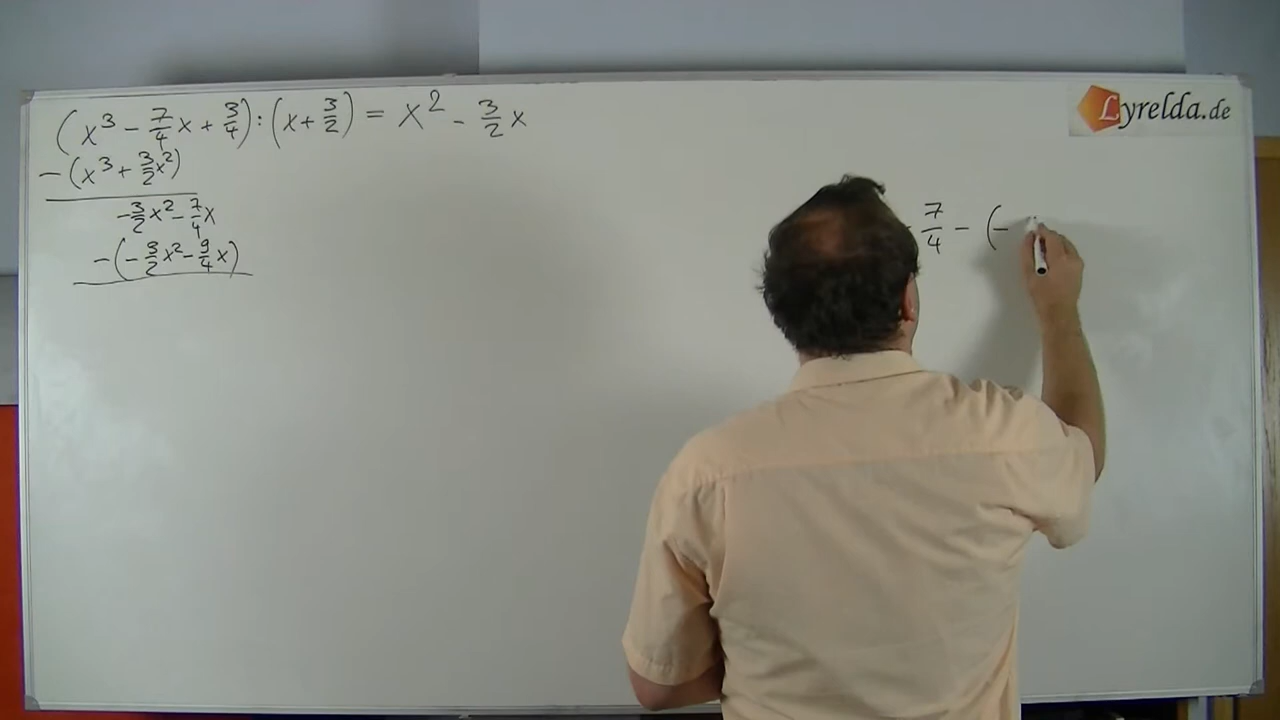 (x³ - 7/4 x + 3/4) : (x + 3/2) = x² - 3/2 x
- (x³ + 3/2 x²)
- 3/2 x² - 7/4 x
- (- 3/2 x² - 9/4 x)
- 7/4 - (-
Lyrelda.de